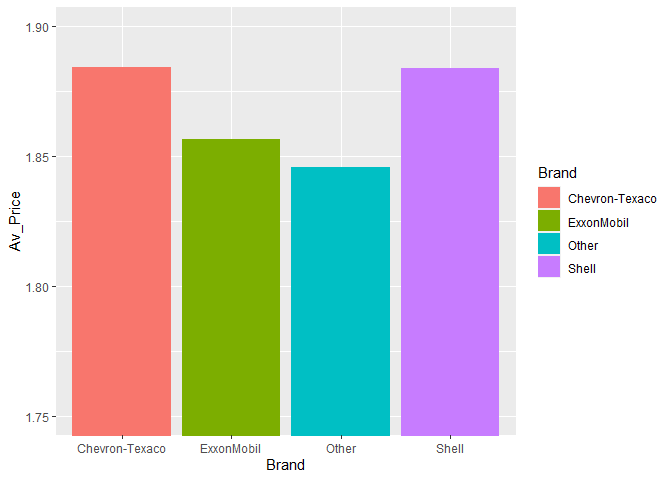 Av_Price
1.90
1.85
1.80
1.75
Chevron-Texaco
ExxonMobil
Other
Shell
Brand
Brand
Chevron-Texaco
ExxonMobil
Other
Shell